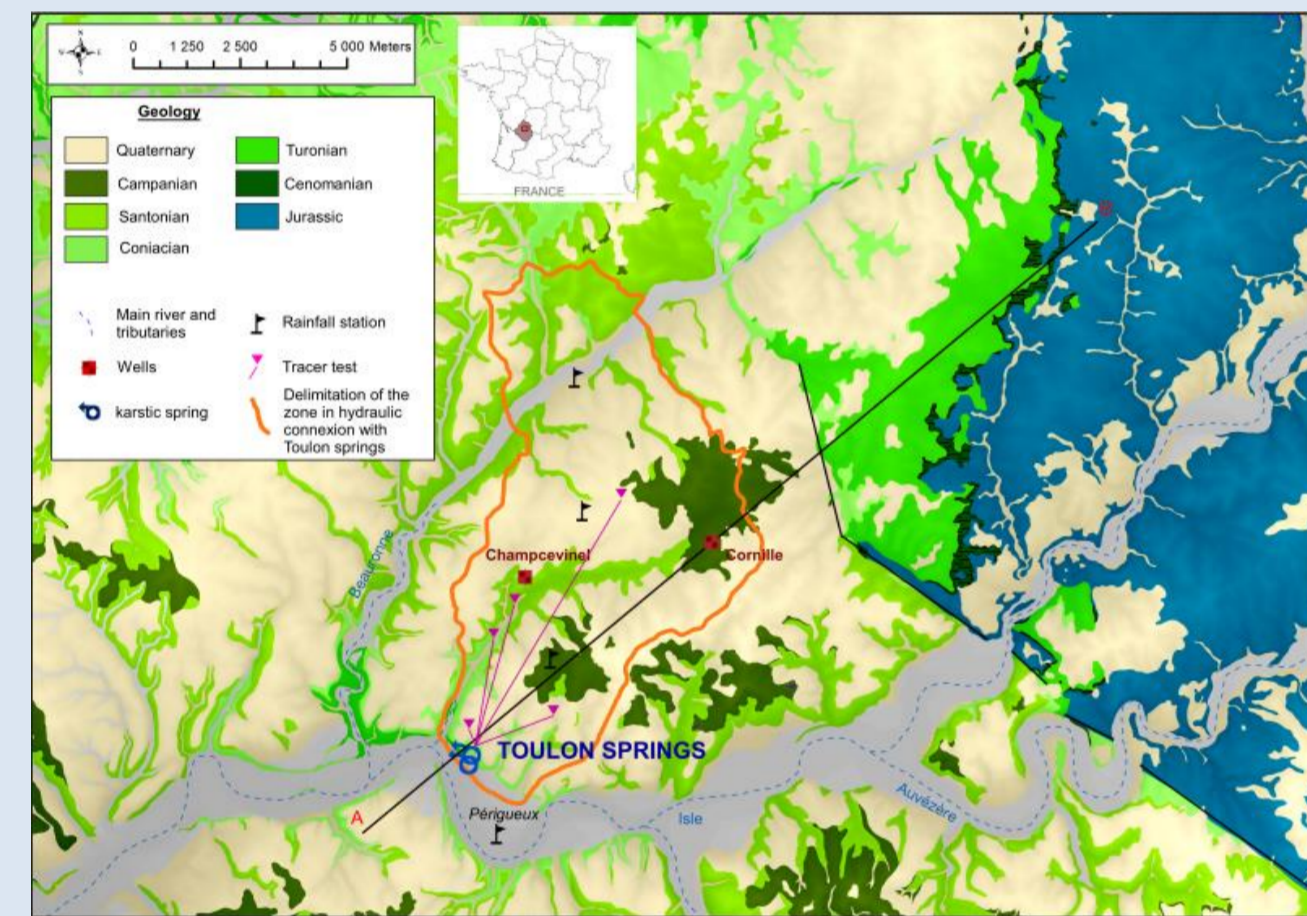 N
0 1 250 2 500 5 000 Meters
Geology
Quaternary
Campanian
Santonian
Coniacian
Turonian
Cenomanian
Jurassic
Main river and
tributaries
Wells
karstic spring
Rainfall station
Tracer test
Delimitation of the
zone in hydraulic
connexion with
Toulon springs
FRANCE
B
Beauronne
Champcevinel
Cornille
TOULON SPRINGS
A
Périgueux
Isle
Auvézère